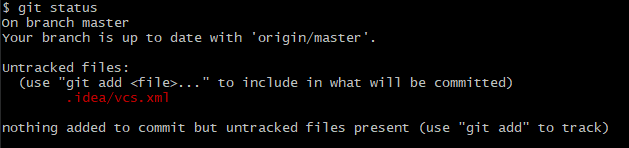 $ git status
On branch master
Your branch is up to date with 'origin/master'.
Untracked files:
(use "git add <file>..." to include in what will be committed)
.idea/vcs.xml
nothing added to commit but untracked files present (use "git add" to track)